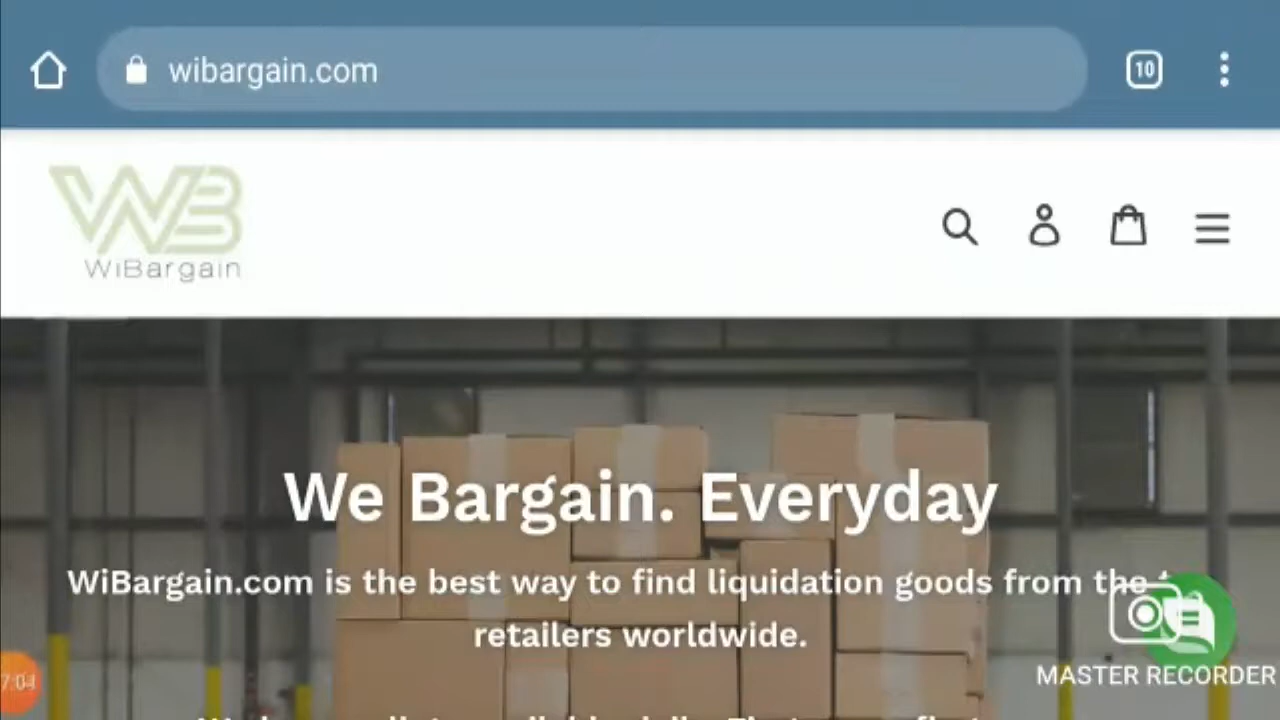 wibargain.com
10
WB
WiBargain
We Bargain. Everyday
WiBargain.com is the best way to find liquidation goods from the
retailers worldwide.
MASTER RECORDER
7:04